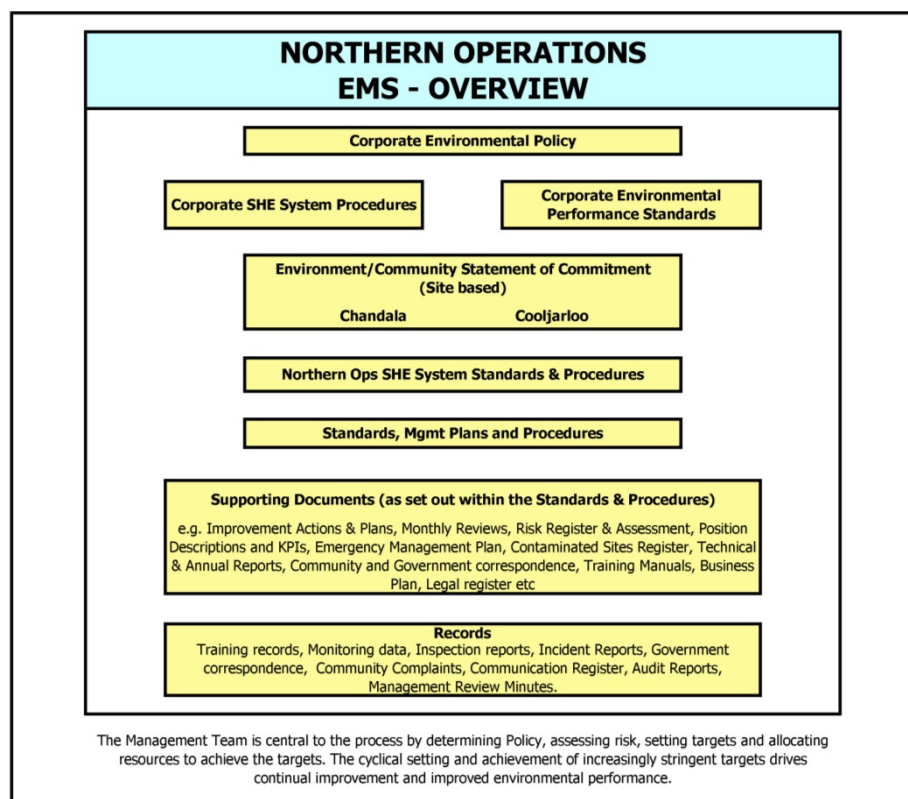 NORTHERN OPERATIONS
EMS - OVERVIEW
Corporate Environmental Policy
Corporate SHE System Procedures
Corporate Environmental
Performance Standards
Environment/Community Statement of Commitment
(Site based)
Chandala Cooljarloo
Northern Ops SHE System Standards & Procedures
Standards, Mgmt Plans and Procedures
Supporting Documents (as set out within the Standards & Procedures)
e.g. Improvement Actions & Plans, Monthly Reviews, Risk Register & Assessment, Position
Descriptions and KPIs, Emergency Management Plan, Contaminated Sites Register, Technical
& Annual Reports, Community and Government correspondence, Training Manuals, Business
Plan, Legal register etc
Records
Training records, Monitoring data, Inspection reports, Incident Reports, Government
correspondence, Community Complaints, Communication Register, Audit Reports,
Management Review Minutes.
The Management Team is central to the process by determining Policy, assessing risk, setting targets and allocating
resources to achieve the targets. The cyclical setting and achievement of increasingly stringent targets drives
continual improvement and improved environmental performance.